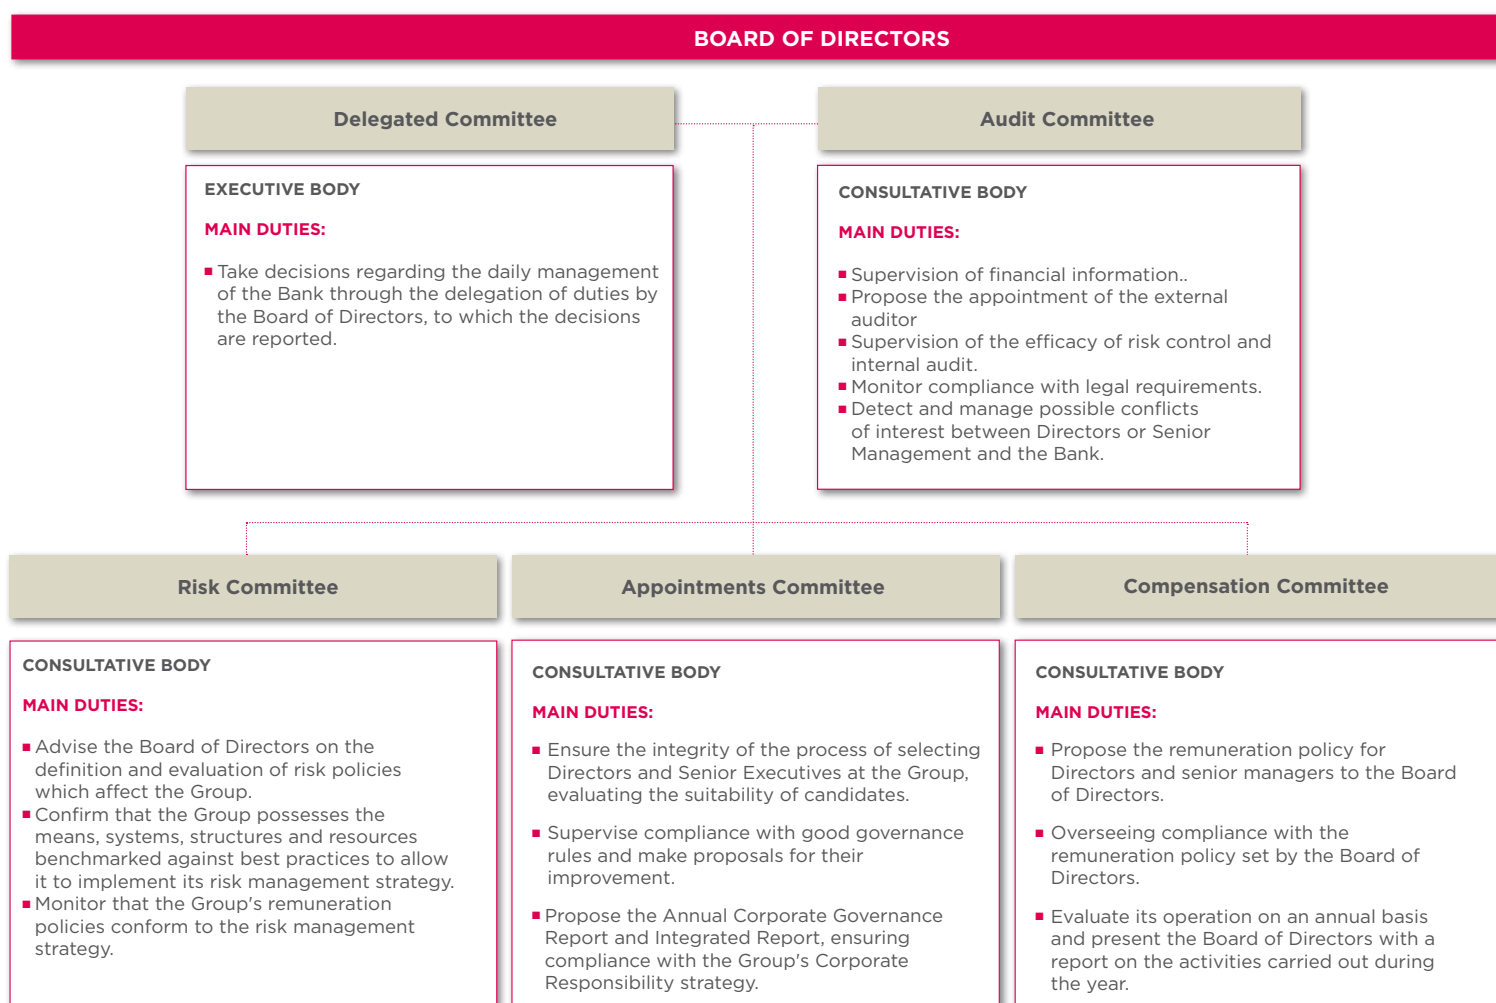 BOARD OF DIRECTORS
Delegated Committee
EXECUTIVE BODY
MAIN DUTIES:
Take decisions regarding the daily management
of the Bank through the delegation of duties by
the Board of Directors, to which the decisions
are reported.
Audit Committee
CONSULTATIVE BODY
MAIN DUTIES:
Supervision of financial information..
Propose the appointment of the external
auditor
Supervision of the efficacy of risk control and
internal audit.
Monitor compliance with legal requirements.
Detect and manage possible conflicts
of interest between Directors or Senior
Management and the Bank.
Risk Committee
CONSULTATIVE BODY
MAIN DUTIES:
Advise the Board of Directors on the
definition and evaluation of risk policies
which affect the Group.
Confirm that the Group possesses the
means, systems, structures and resources
benchmarked against best practices to allow
it to implement its risk management strategy.
Monitor that the Group's remuneration
policies conform to the risk management
strategy.
Appointments Committee
CONSULTATIVE BODY
MAIN DUTIES:
Ensure the integrity of the process of selecting
Directors and Senior Executives at the Group,
evaluating the suitability of candidates.
Supervise compliance with good governance
rules and make proposals for their
improvement.
Propose the Annual Corporate Governance
Report and Integrated Report, ensuring
compliance with the Group's Corporate
Responsibility strategy.
Compensation Committee
CONSULTATIVE BODY
MAIN DUTIES:
Propose the remuneration policy for
Directors and senior managers to the Board
of Directors.
Overseeing compliance with the
remuneration policy set by the Board of
Directors.
Evaluate its operation on an annual basis
and present the Board of Directors with a
report on the activities carried out during
the year.